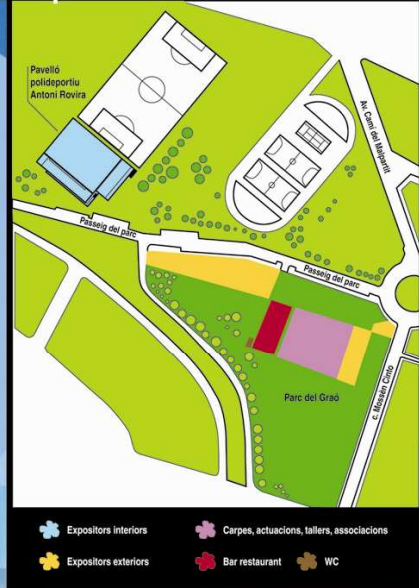 Pavelló
polideportiu
Antoni Rovira
Av. Camí del Malpartit
Passeig del parc
Passeig del parc
Parc del Graó
c. Mossèn Cinto
Expositors interiors
Carpes, actuacions, tallers, associacions
Expositors exteriors
Bar restaurant
WC